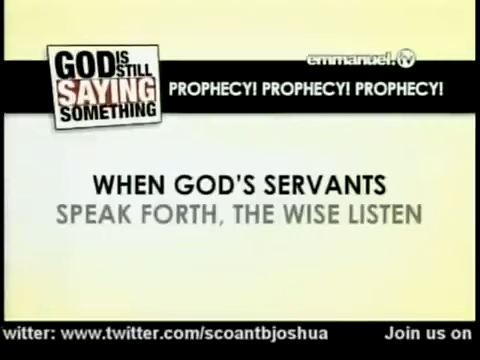 GOD IS STILL
SAYING
SOMETHING
emmanuel.tv
PROPHECY! PROPHECY! PROPHECY!
WHEN GOD'S SERVANTS
SPEAK FORTH, THE WISE LISTEN
witter: www.twitter.com/scoantbjoshua Join us on